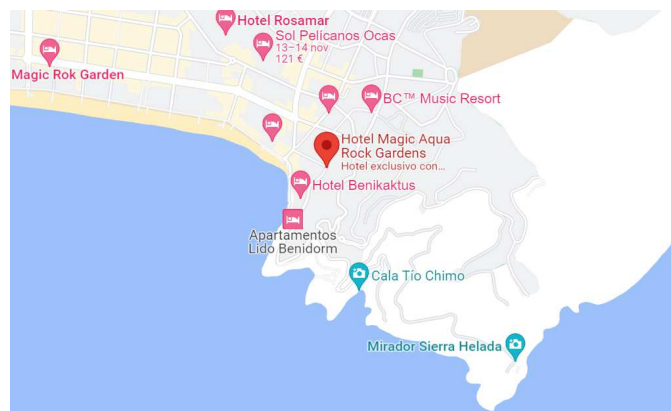 Hotel Rosamar
Sol Pelícanos Ocas
13–14 nov
121 €
Magic Rok Garden
BC™ Music Resort
Hotel Magic Aqua
Rock Gardens
Hotel exclusivo con...
Hotel Benikaktus
Apartamentos
Lido Benidorm
Cala Tío Chimo
Mirador Sierra Helada